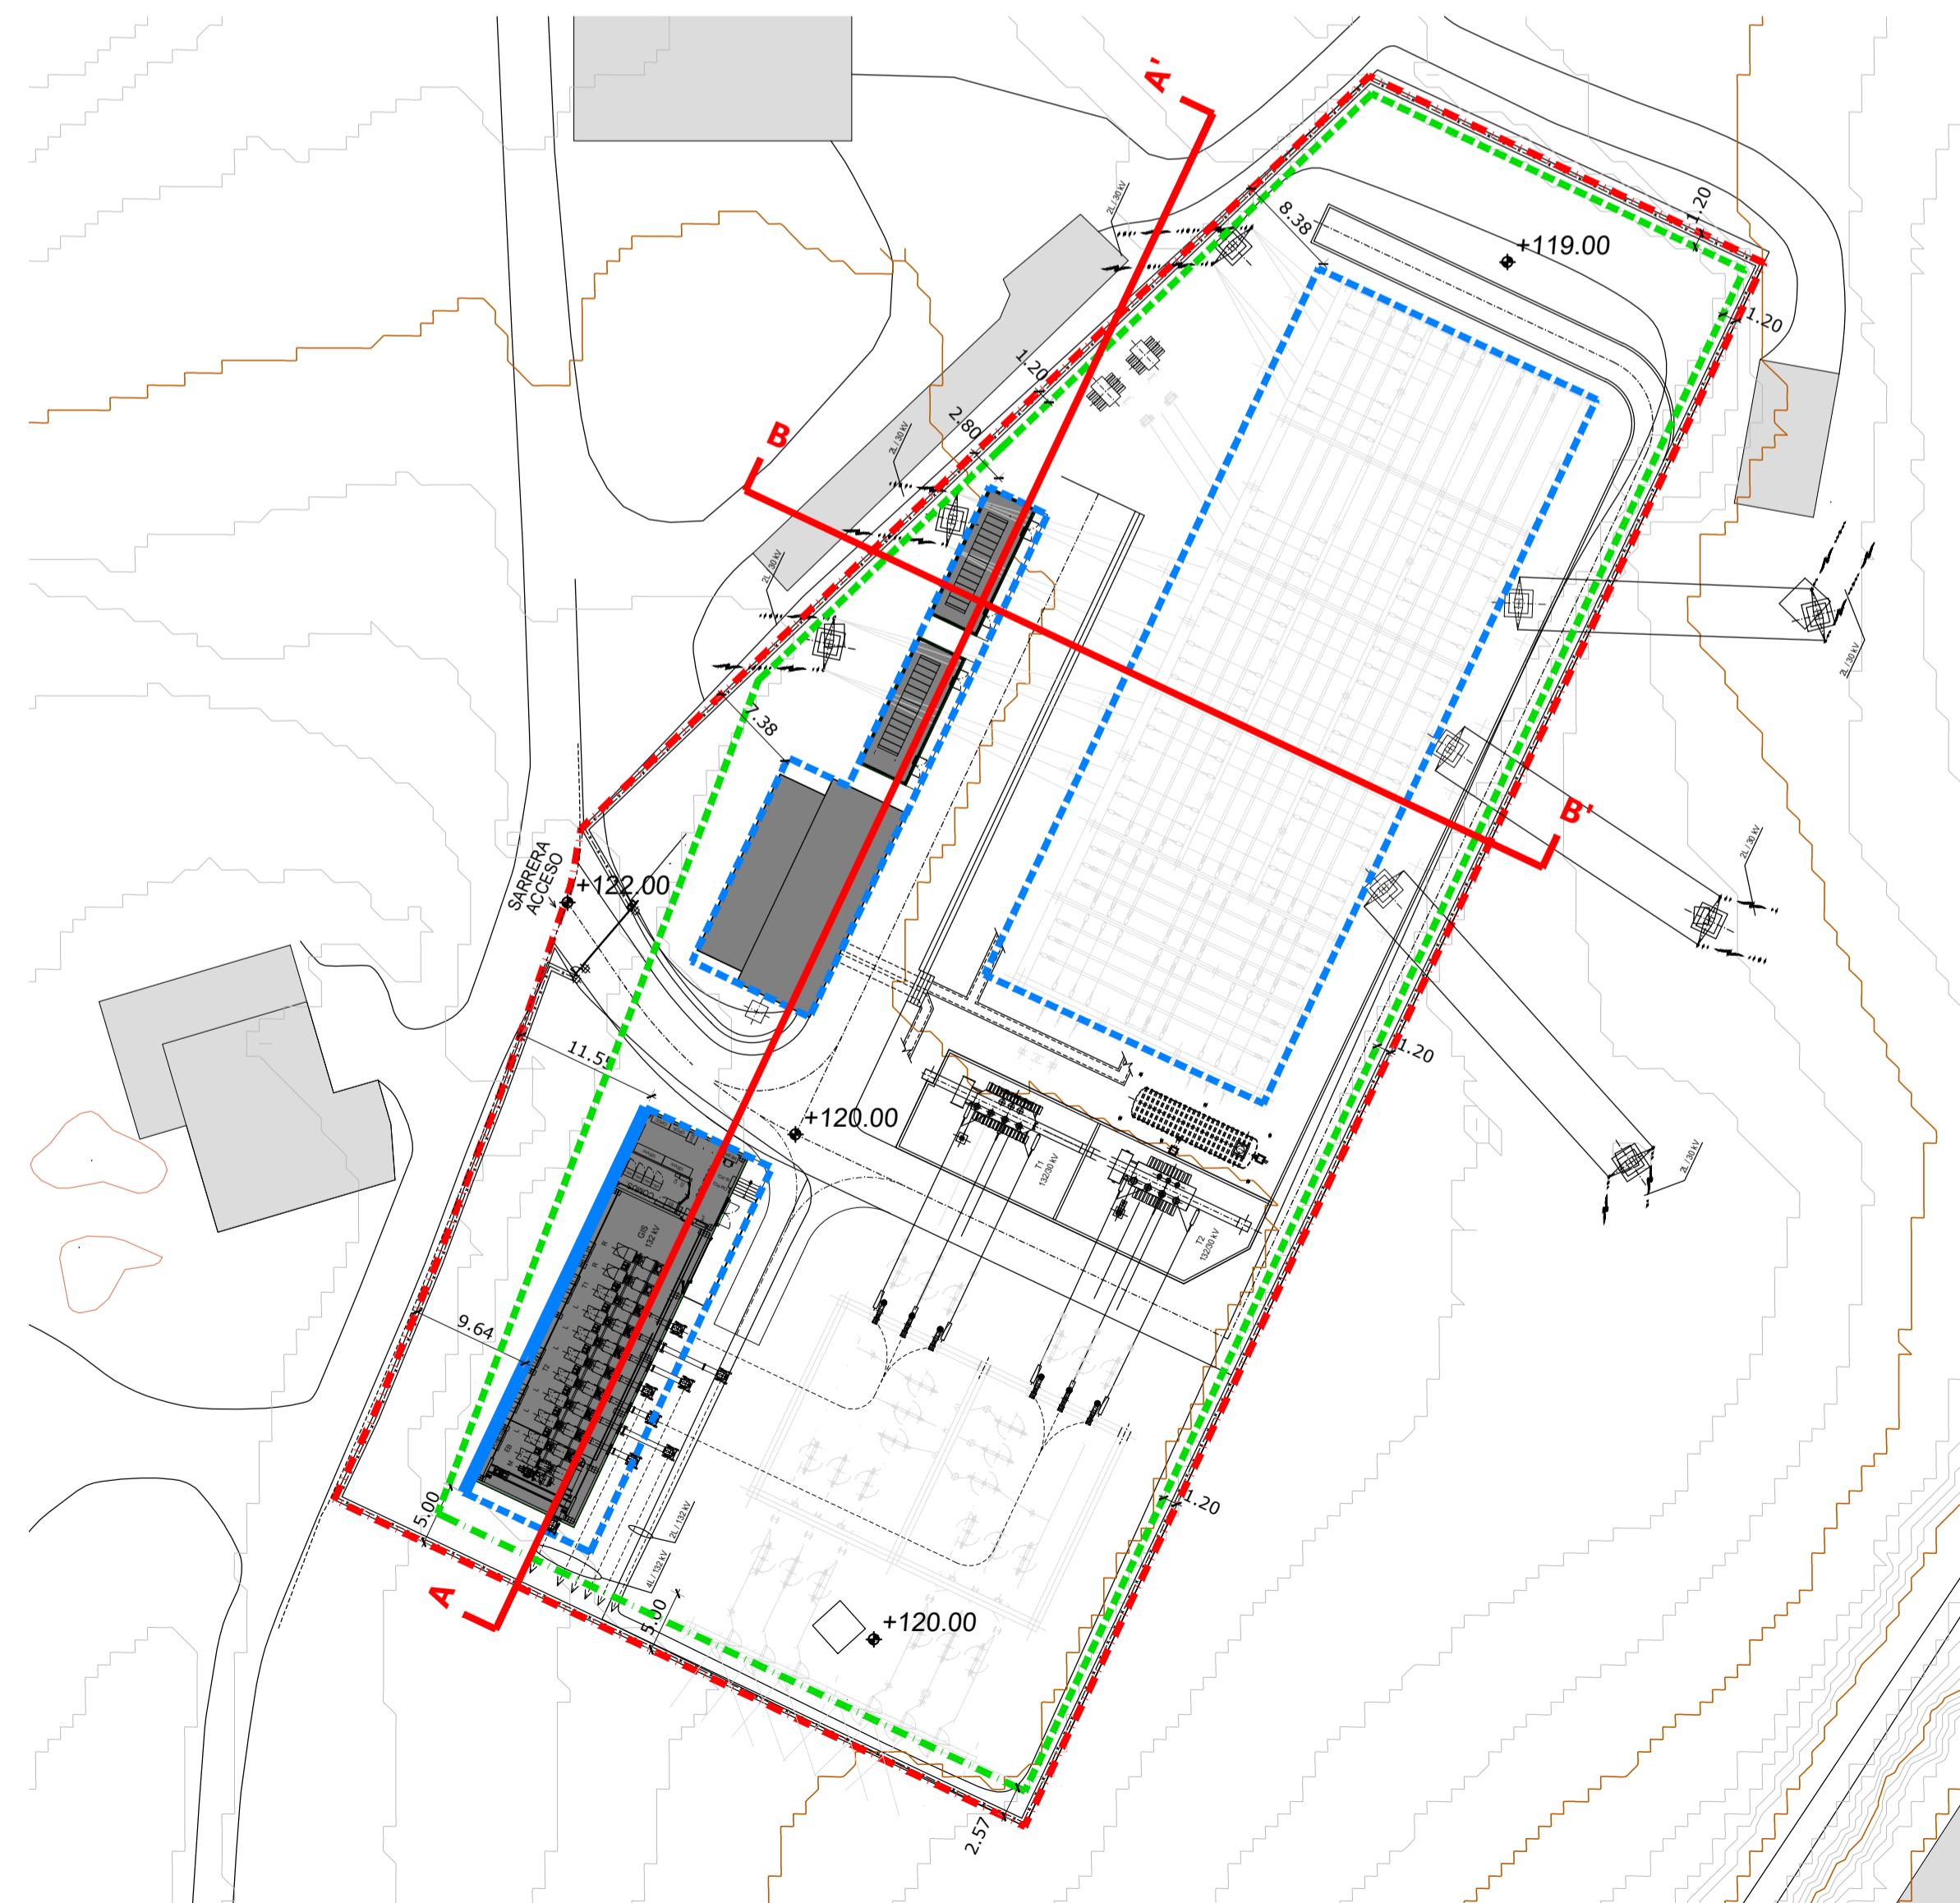 A'
2L / 30 kV
1.20
8.38
+119.00
1.20
1.20
2.80
B
2L / 30 kV
2L / 30 kV
2L / 30 kV
7.38
B'
SARRERA
ACCESO
+122.00
2L / 30 kV
11.55
1.20
+120.00
T1
132/30 kV
2L / 30 kV
GIS
132 kV
T2
132/30 kV
9.64
5.00
1.20
2L / 132 kV
4L / 132 kV
A
5.00
+120.00
2.57